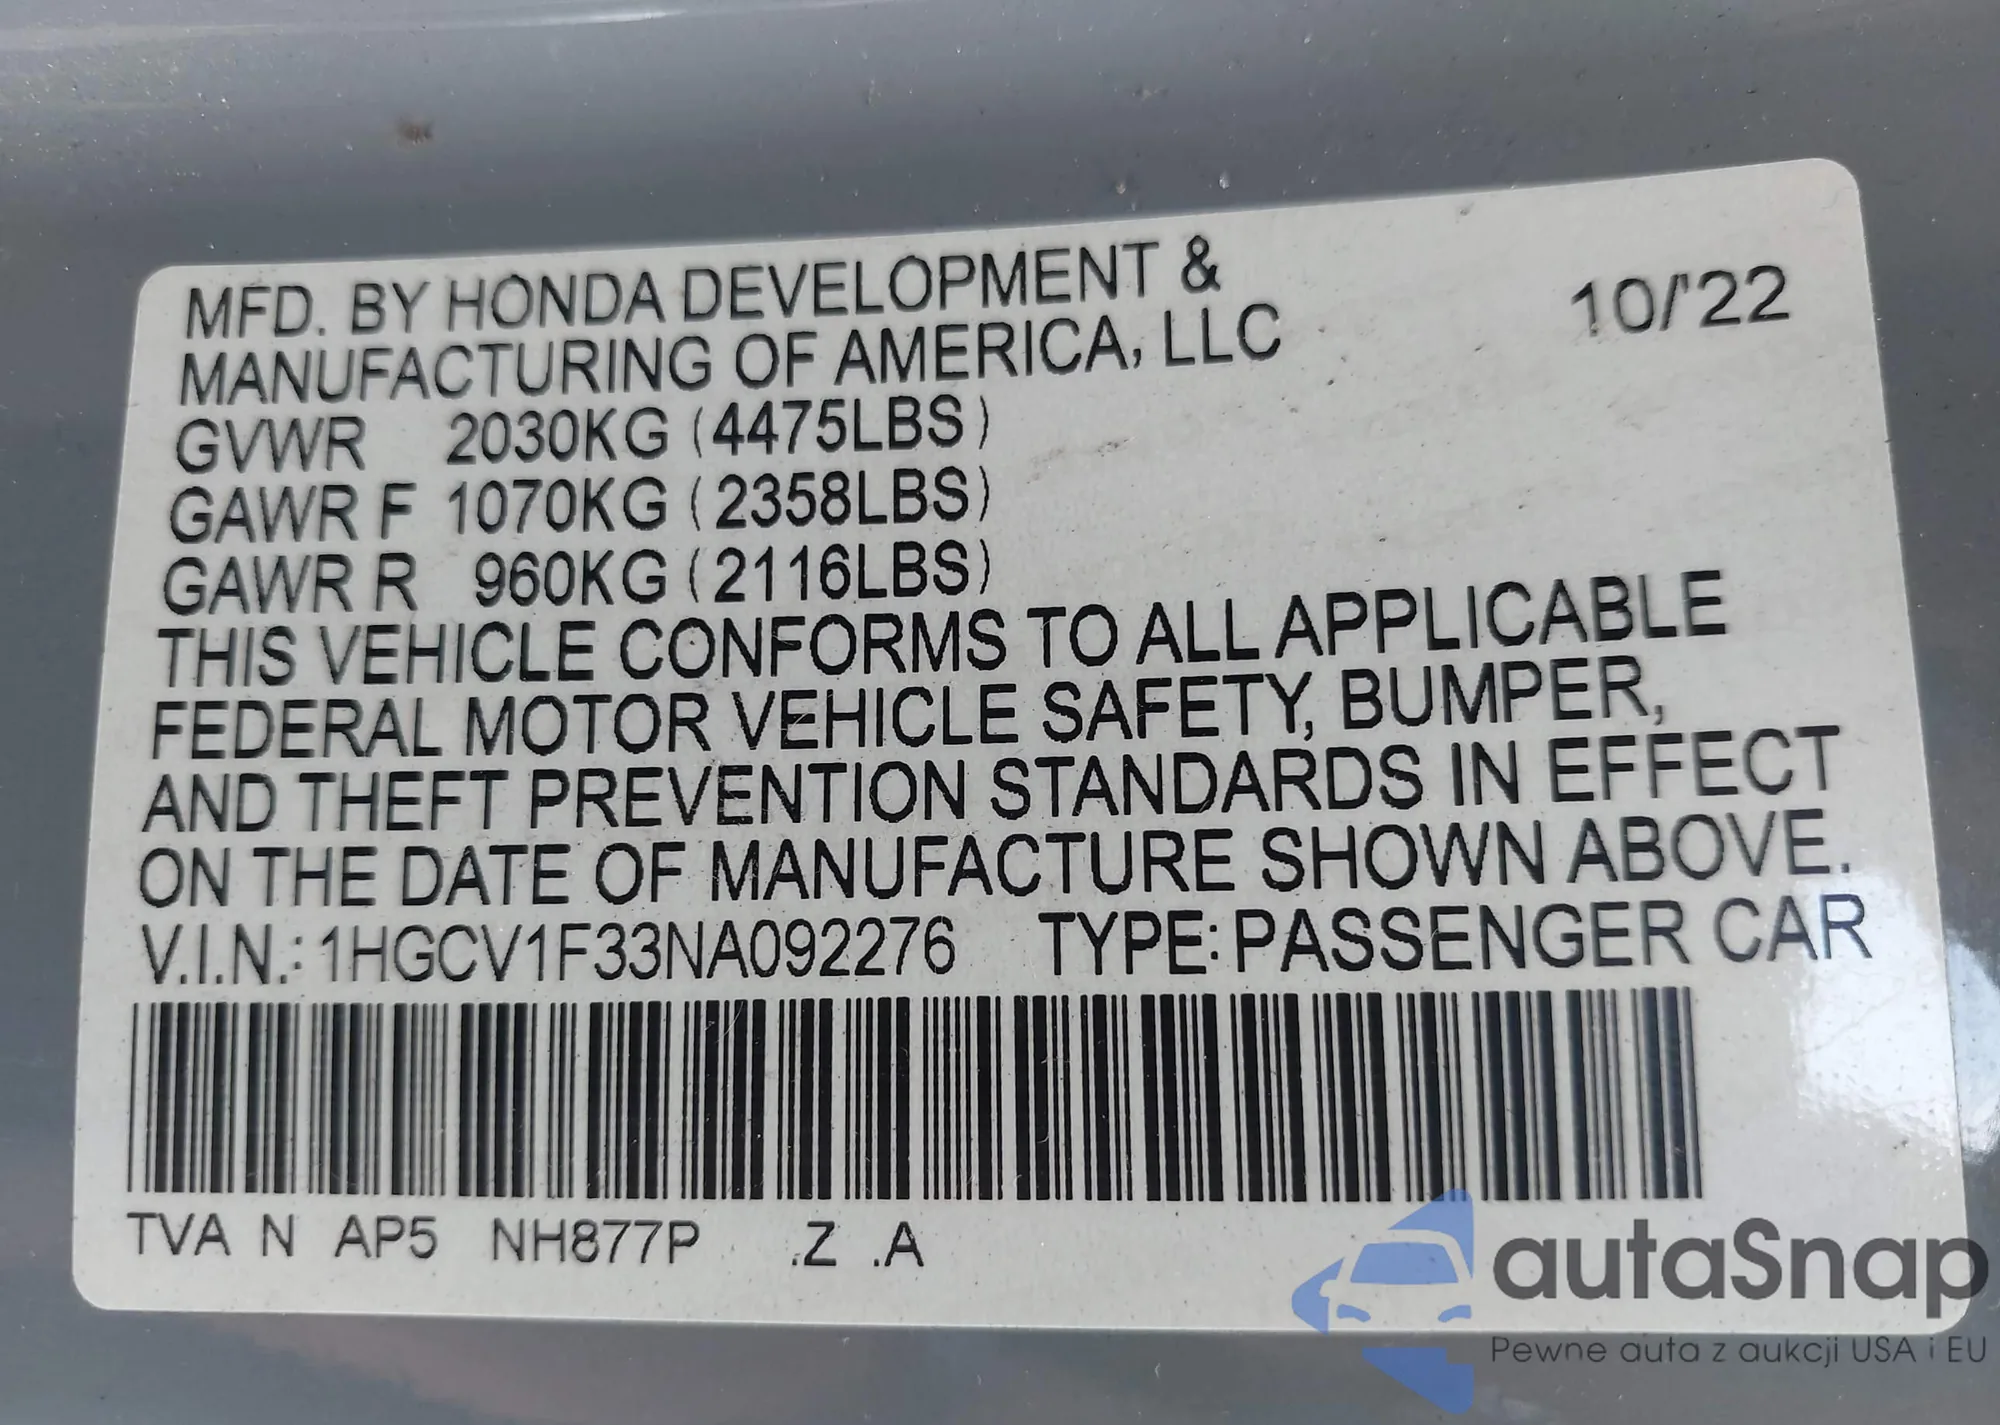 MFD. BY HONDA DEVELOPMENT &
MANUFACTURING OF AMERICA, LLC
10/'22
GVWR 2030KG (4475LBS)
GAWR F 1070KG (2358LBS)
GAWR R 960KG (2116LBS)
THIS VEHICLE CONFORMS TO ALL APPLICABLE
FEDERAL MOTOR VEHICLE SAFETY, BUMPER,
AND THEFT PREVENTION STANDARDS IN EFFECT
ON THE DATE OF MANUFACTURE SHOWN ABOVE.
V.I.N.: 1HGCV1F33NA092276 TYPE: PASSENGER CAR
TVA N AP5 NH877P .Z .A
autaSnap
Pewne auta z aukcji USA i EU